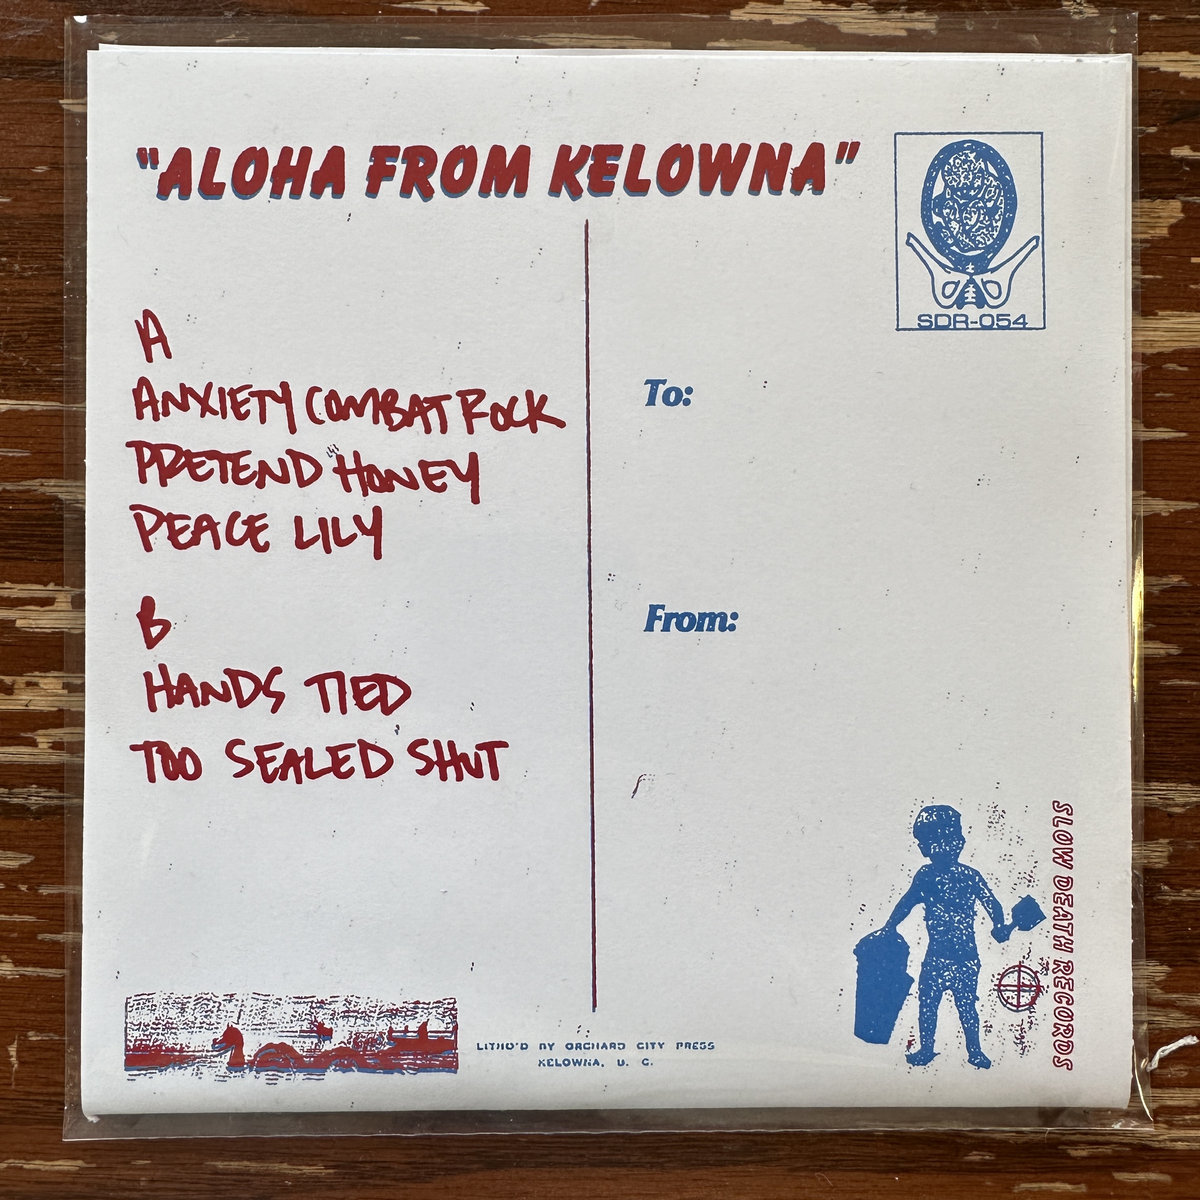 "ALOHA FROM KELOWNA"
SDR-054
A
ANXIETY COMBAT ROCK
PRETEND HONEY
PEACE LILY
B
HANDS TIED
TOO SEALED SHUT
To:
From:
SLOW DEATH RECORDS
LITHO'D BY ORCHARD CITY PRESS
KELOWNA, B. C.